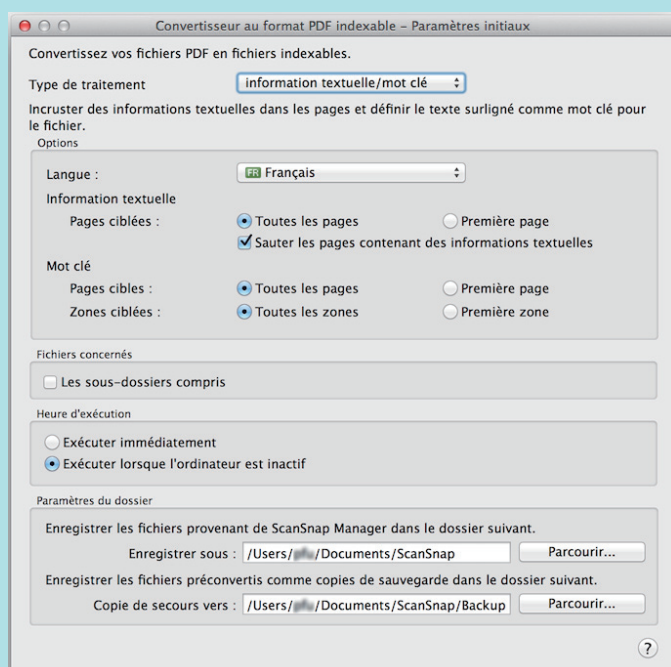 Convertisseur au format PDF indexable – Paramètres initiaux
Convertissez vos fichiers PDF en fichiers indexables.
Type de traitement information textuelle/mot clé
Incruster des informations textuelles dans les pages et définir le texte surligné comme mot clé pour
le fichier.
Options
Langue : FR Français
Information textuelle
Pages ciblées : Toutes les pages Première page
Sauter les pages contenant des informations textuelles
Mot clé
Pages cibles : Toutes les pages Première page
Zones ciblées : Toutes les zones Première zone
Fichiers concernés
Les sous-dossiers compris
Heure d'exécution
Exécuter immédiatement
Exécuter lorsque l'ordinateur est inactif
Paramètres du dossier
Enregistrer les fichiers provenant de ScanSnap Manager dans le dossier suivant.
Enregistrer sous : /Users/ /Documents/ScanSnap Parcourir...
Enregistrer les fichiers préconvertis comme copies de sauvegarde dans le dossier suivant.
Copie de secours vers : /Users/ /Documents/ScanSnap/Backup Parcourir...
?